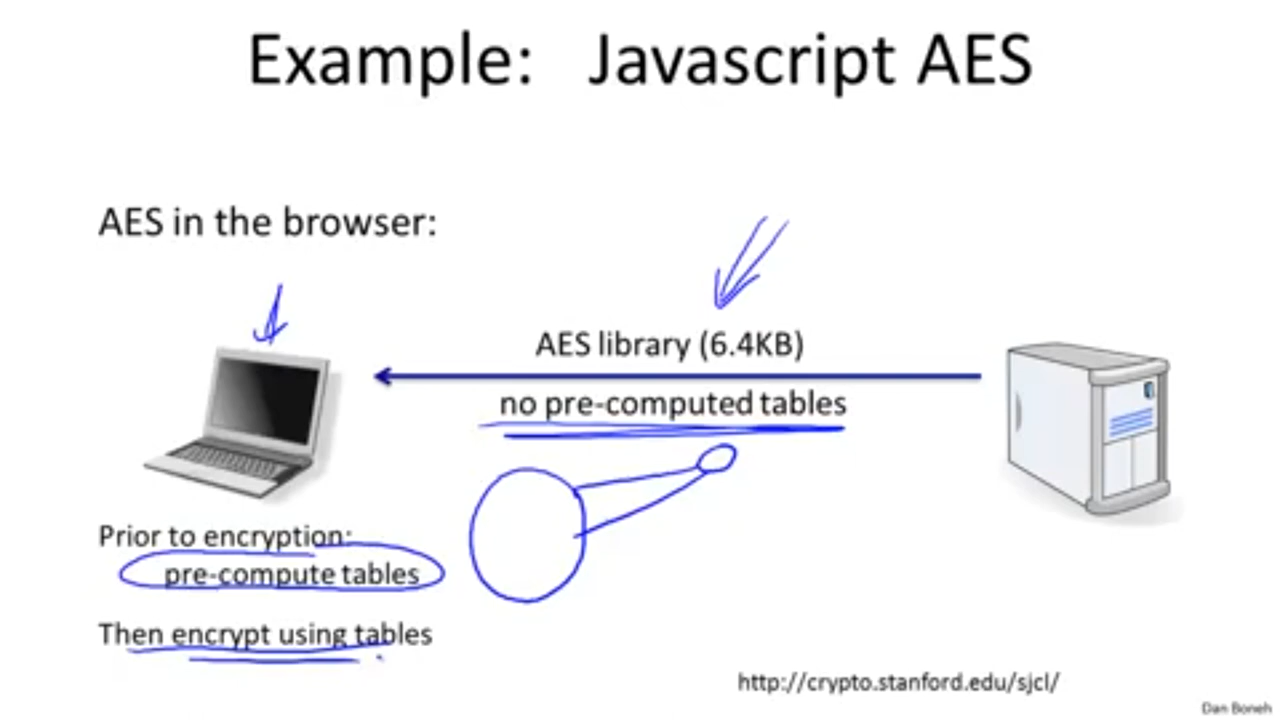 Example: Javascript AES
AES in the browser:
AES library (6.4KB)
no pre-computed tables
Prior to encryption:
pre-compute tables
Then encrypt using tables
http://crypto.stanford.edu/sjcl/
Dan Boneh